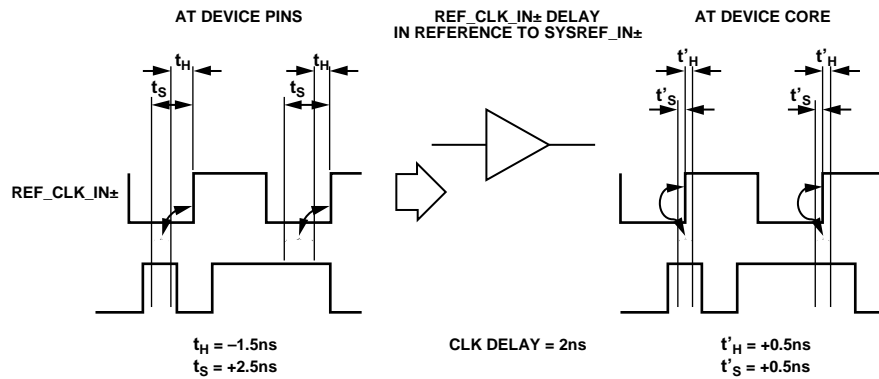 AT DEVICE PINS
REF_CLK_IN± DELAY
IN REFERENCE TO SYSREF_IN±
AT DEVICE CORE
tH
tH
tS
tS
t'H
t'H
t'S
t'S
REF_CLK_IN±
tH = –1.5ns
tS = +2.5ns
CLK DELAY = 2ns
t'H = +0.5ns
t'S = +0.5ns